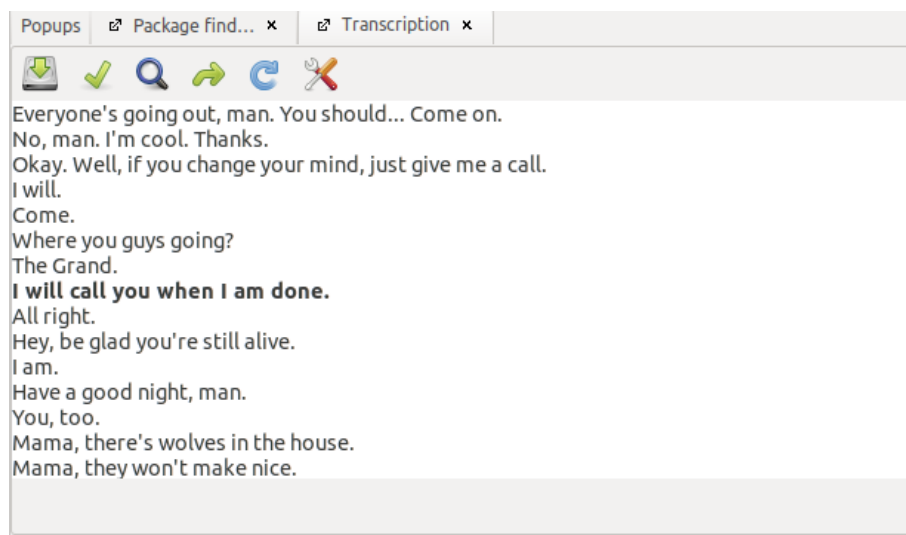 Popups Package find... × Transcription ×
Everyone's going out, man. You should... Come on.
No, man. I'm cool. Thanks.
Okay. Well, if you change your mind, just give me a call.
I will.
Come.
Where you guys going?
The Grand.
I will call you when I am done.
All right.
Hey, be glad you're still alive.
I am.
Have a good night, man.
You, too.
Mama, there's wolves in the house.
Mama, they won't make nice.